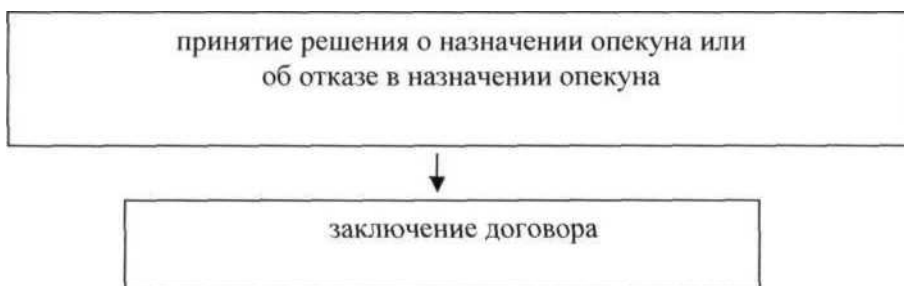 принятие решения о назначении опекуна или
об отказе в назначении опекуна
заключение договора